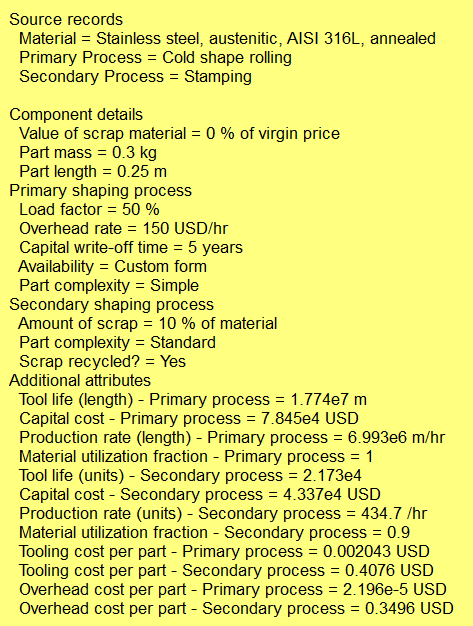 Source records
Material = Stainless steel, austenitic, AISI 316L, annealed
Primary Process = Cold shape rolling
Secondary Process = Stamping
Component details
Value of scrap material = 0 % of virgin price
Part mass = 0.3 kg
Part length = 0.25 m
Primary shaping process
Load factor = 50 %
Overhead rate = 150 USD/hr
Capital write-off time = 5 years
Availability = Custom form
Part complexity = Simple
Secondary shaping process
Amount of scrap = 10 % of material
Part complexity = Standard
Scrap recycled? = Yes
Additional attributes
Tool life (length) - Primary process = 1.774e7 m
Capital cost - Primary process = 7.845e4 USD
Production rate (length) - Primary process = 6.993e6 m/hr
Material utilization fraction - Primary process = 1
Tool life (units) - Secondary process = 2.173e4
Capital cost - Secondary process = 4.337e4 USD
Production rate (units) - Secondary process = 434.7 /hr
Material utilization fraction - Secondary process = 0.9
Tooling cost per part - Primary process = 0.002043 USD
Tooling cost per part - Secondary process = 0.4076 USD
Overhead cost per part - Primary process = 2.196e-5 USD
Overhead cost per part - Secondary process = 0.3496 USD